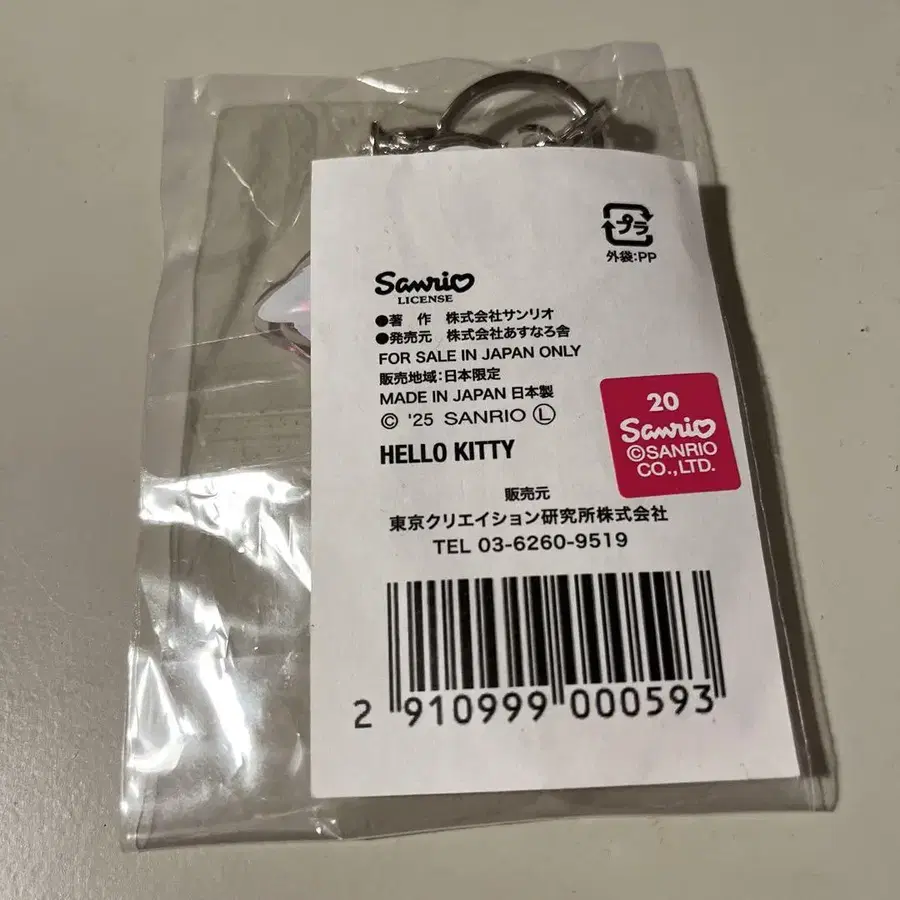 プラ
外袋:PP
Sanrio
LICENSE
●著 作 株式会社サンリオ
●発売元 株式会社あすなろ舎
FOR SALE IN JAPAN ONLY
販売地域:日本限定
MADE IN JAPAN 日本製
© '25 SANRIO Ⓛ
HELLO KITTY
20
Sanrio
©SANRIO
CO.,LTD.
販売元
東京クリエイション研究所株式会社
TEL 03-6260-9519
2 910999 000593